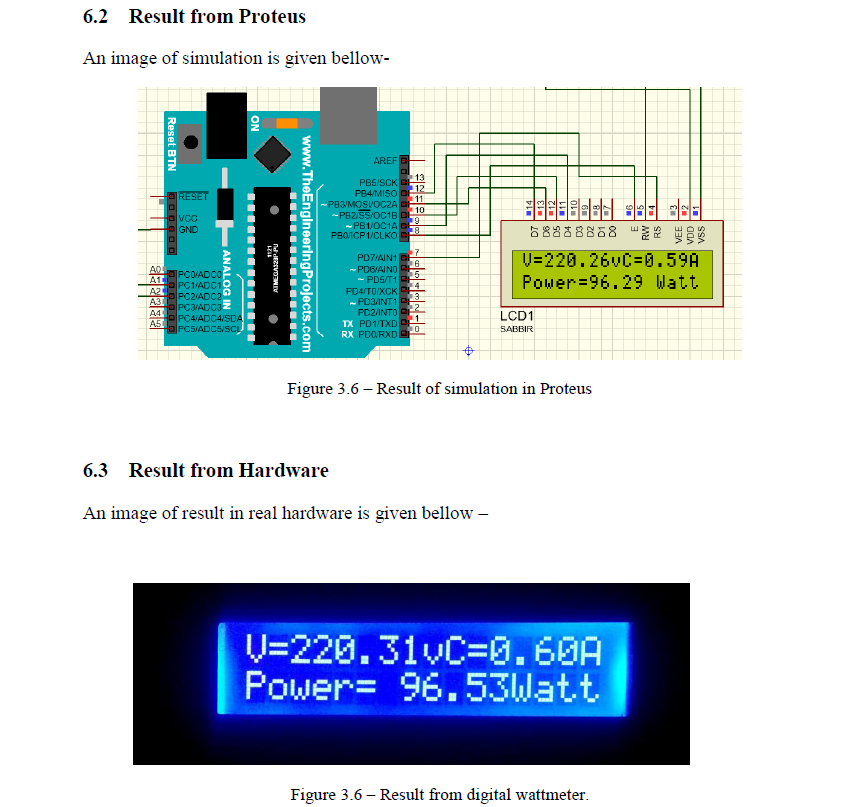 6.2 Result from Proteus
An image of simulation is given bellow-
Reset BTN
ON
www.TheEngineeringProjects.com
ANALOG IN
ATMEGA328P-PU
1121
RESET
VCC
GND
A0 PC0/ADC0
A1 PC1/ADC1
A2 PC2/ADC2
A3 PC3/ADC3
A4 PC4/ADC4/SDA
A5 PC5/ADC5/SCL
AREF
PB5/SCK 13
PB4/MISO 12
~PB3/MOSI/OC2A 11
~PB2/SS/OC1B 10
~PB1/OC1A 9
PB0/ICP1/CLKO 8
PD7/AIN1 7
~PD6/AIN0 6
~PD5/T1 5
PD4/T0/XCK 4
~PD3/INT1 3
PD2/INT0 2
TX PD1/TXD 1
RX PD0/RXD 0
14 13 12 11 10 9 8 7 6 5 4 3 2 1
D7 D6 D5 D4 D3 D2 D1 D0 E RW RS VEE VDD VSS
V=220.26vC=0.59A
Power=96.29 Watt
LCD1
SABBIR
Figure 3.6 – Result of simulation in Proteus
6.3 Result from Hardware
An image of result in real hardware is given bellow –
V=220.31vC=0.60A
Power= 96.53Watt
Figure 3.6 – Result from digital wattmeter.